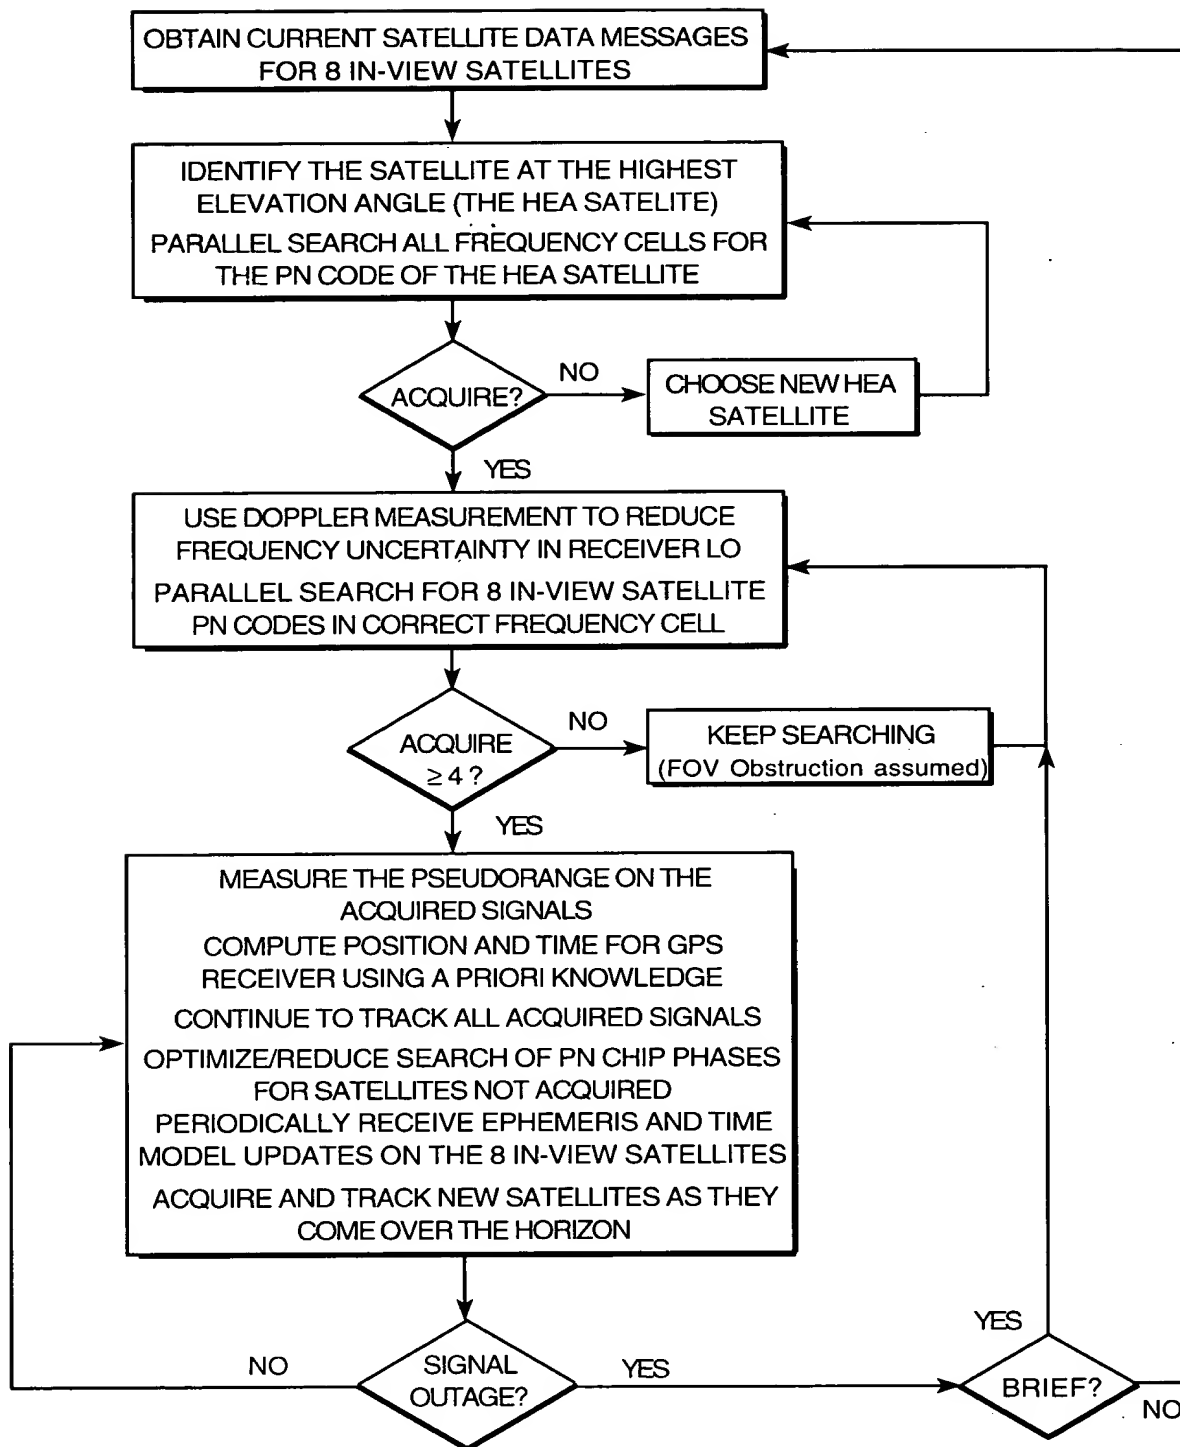 OBTAIN CURRENT SATELLITE DATA MESSAGES
FOR 8 IN-VIEW SATELLITES
IDENTIFY THE SATELLITE AT THE HIGHEST
ELEVATION ANGLE (THE HEA SATELITE)
PARALLEL SEARCH ALL FREQUENCY CELLS FOR
THE PN CODE OF THE HEA SATELLITE
ACQUIRE?
NO
CHOOSE NEW HEA
SATELLITE
YES
USE DOPPLER MEASUREMENT TO REDUCE
FREQUENCY UNCERTAINTY IN RECEIVER LO
PARALLEL SEARCH FOR 8 IN-VIEW SATELLITE
PN CODES IN CORRECT FREQUENCY CELL
ACQUIRE
≥ 4 ?
NO
KEEP SEARCHING
(FOV Obstruction assumed)
YES
MEASURE THE PSEUDORANGE ON THE
ACQUIRED SIGNALS
COMPUTE POSITION AND TIME FOR GPS
RECEIVER USING A PRIORI KNOWLEDGE
CONTINUE TO TRACK ALL ACQUIRED SIGNALS
OPTIMIZE/REDUCE SEARCH OF PN CHIP PHASES
FOR SATELLITES NOT ACQUIRED
PERIODICALLY RECEIVE EPHEMERIS AND TIME
MODEL UPDATES ON THE 8 IN-VIEW SATELLITES
ACQUIRE AND TRACK NEW SATELLITES AS THEY
COME OVER THE HORIZON
SIGNAL
OUTAGE?
NO
YES
BRIEF?
YES
NO